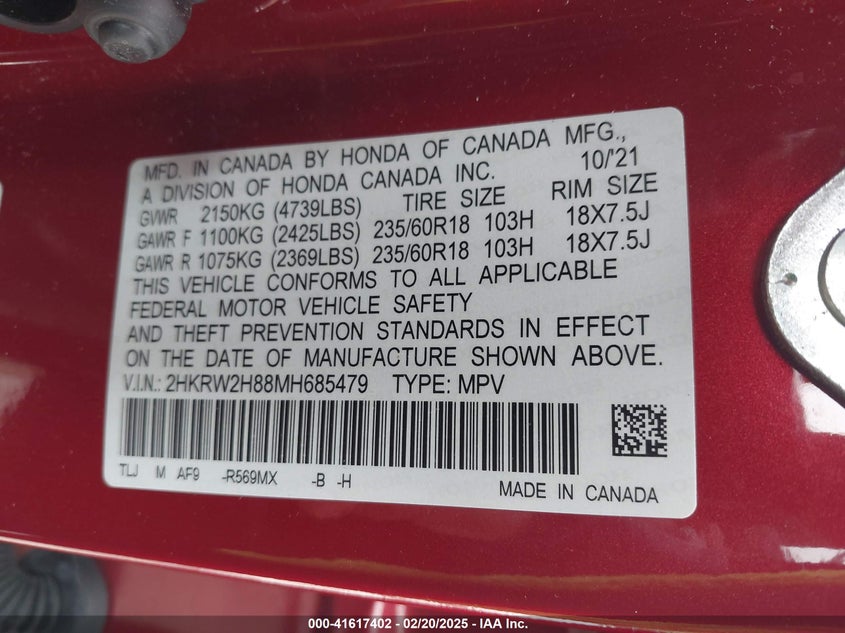 MFD. IN CANADA BY HONDA OF CANADA MFG.,
A DIVISION OF HONDA CANADA INC. 10/'21
TIRE SIZE RIM SIZE
GVWR 2150KG (4739LBS)
GAWR F 1100KG (2425LBS) 235/60R18 103H 18X7.5J
GAWR R 1075KG (2369LBS) 235/60R18 103H 18X7.5J
THIS VEHICLE CONFORMS TO ALL APPLICABLE
FEDERAL MOTOR VEHICLE SAFETY
AND THEFT PREVENTION STANDARDS IN EFFECT
ON THE DATE OF MANUFACTURE SHOWN ABOVE.
V.I.N.: 2HKRW2H88MH685479 TYPE: MPV
TLJ M AF9 -R569MX -B -H
MADE IN CANADA
000-41617402 - 02/20/2025 - IAA Inc.